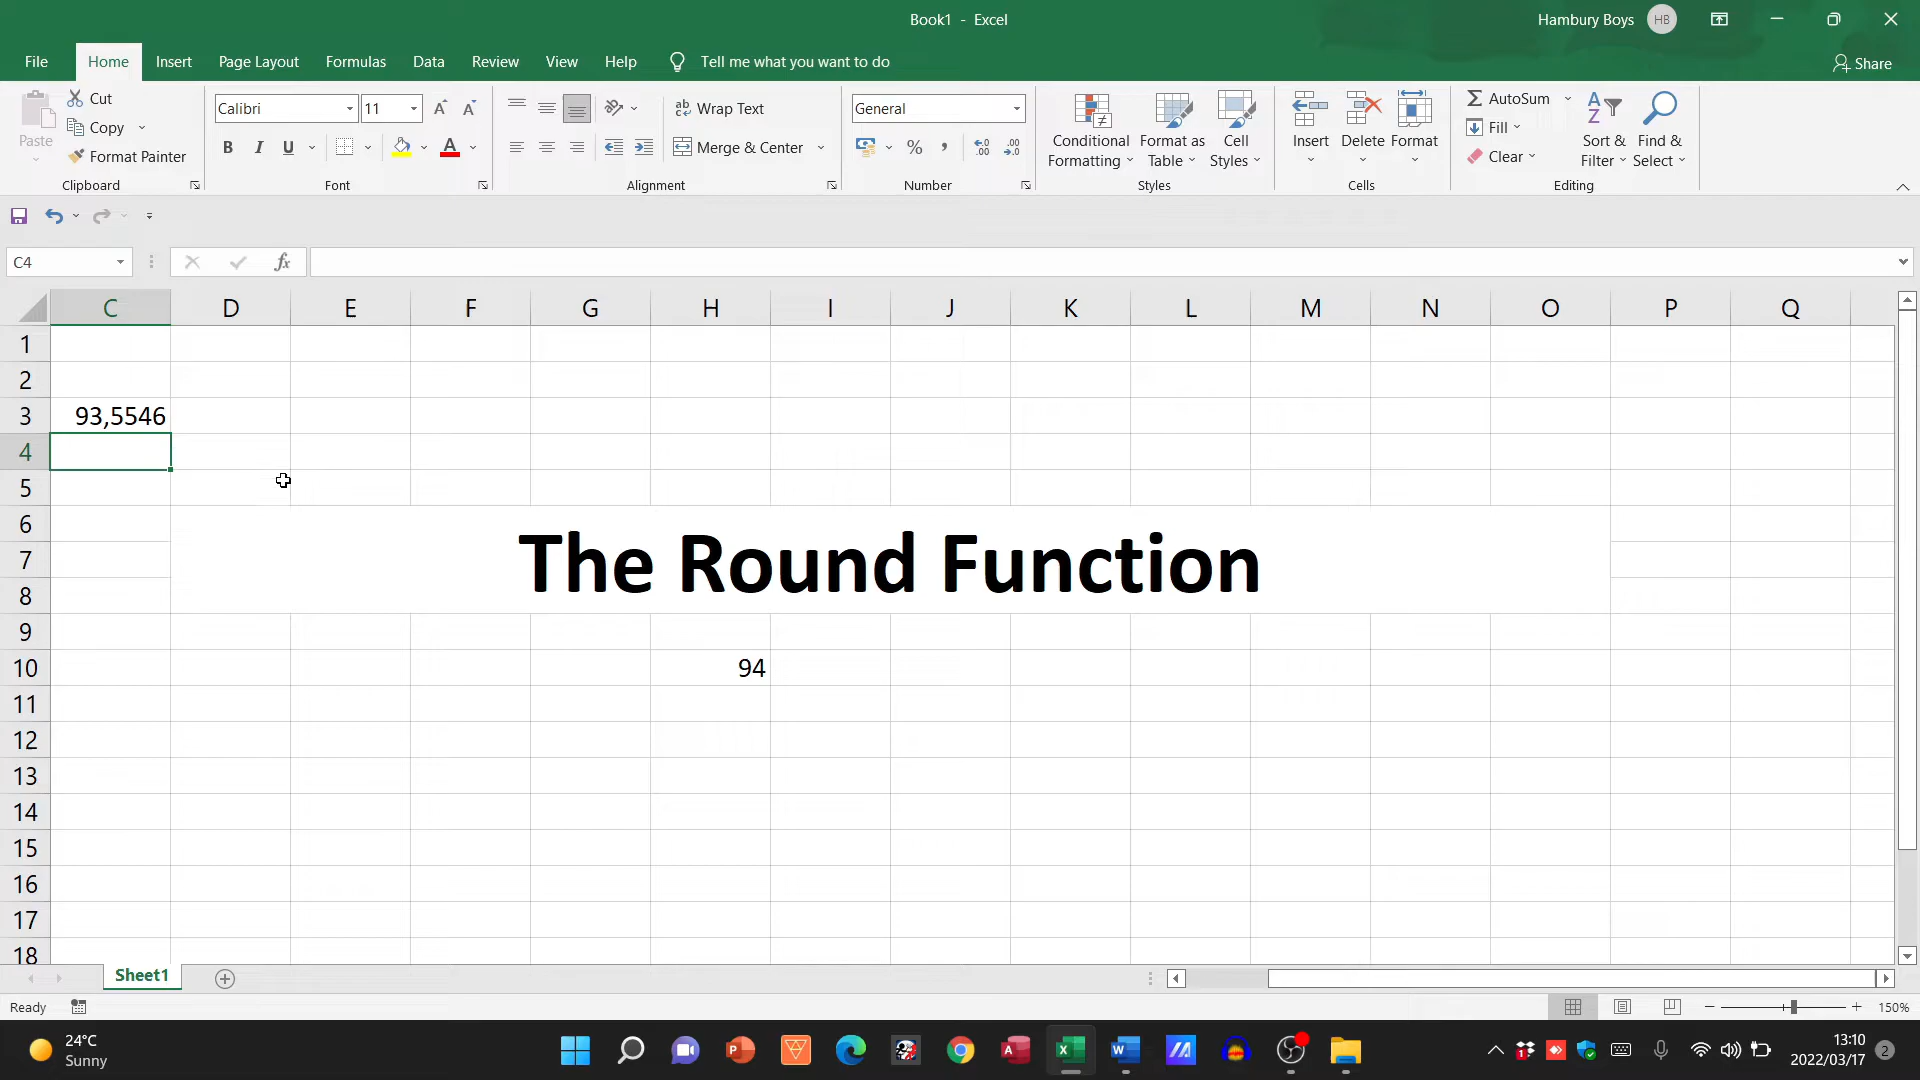 Book1 - Excel
Hambury Boys HB
File Home Insert Page Layout Formulas Data Review View Help Tell me what you want to do Share
Cut
Copy
Format Painter
Paste
Clipboard
Calibri 11
B I U
Font
Wrap Text
Merge & Center
Alignment
General
Number
Conditional Formatting
Format as Table
Cell Styles
Styles
Insert
Delete
Format
Cells
AutoSum
Fill
Clear
Sort & Filter
Find & Select
Editing
C4
fx
C D E F G H I J K L M N O P Q
1
2
3 93,5546
4
5
6
The Round Function
7
8
9
10 94
11
12
13
14
15
16
17
18
Sheet1
Ready
150%
24°C
Sunny
13:10
2022/03/17
2